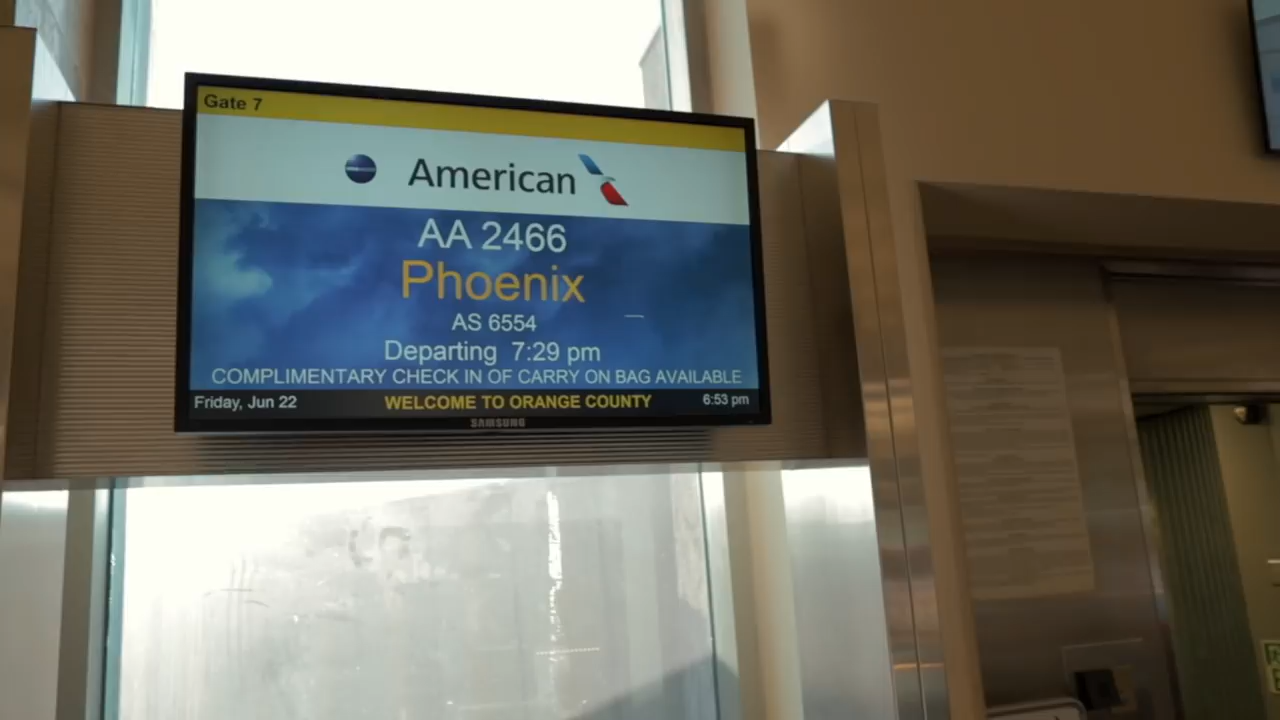 Gate 7
American
AA 2466
Phoenix
AS 6554
Departing 7:29 pm
COMPLIMENTARY CHECK IN OF CARRY ON BAG AVAILABLE
Friday, Jun 22 WELCOME TO ORANGE COUNTY 6:53 pm
SAMSUNG